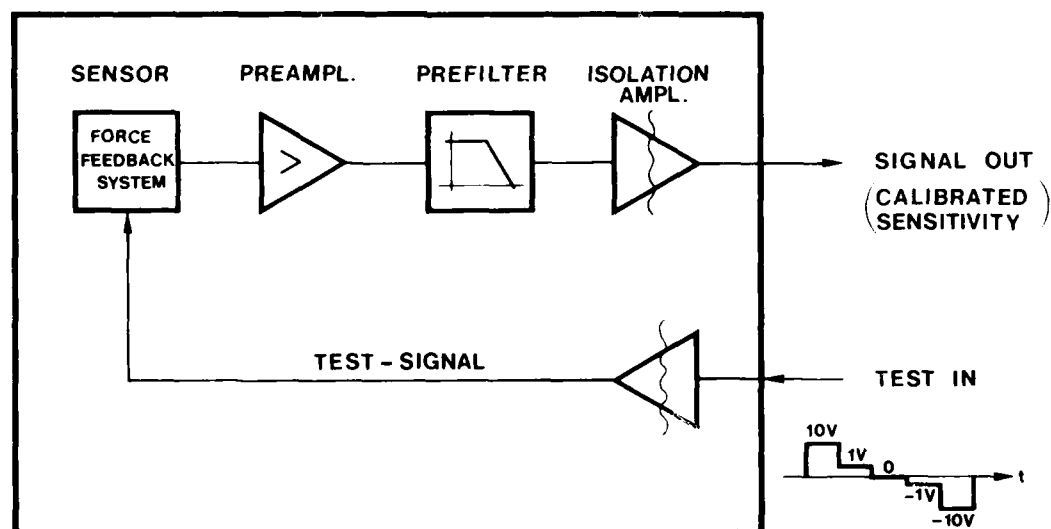 SENSOR
PREAMPL.
PREFILTER
ISOLATION
AMPL.
FORCE
FEEDBACK
SYSTEM
>
SIGNAL OUT
(CALIBRATED
SENSITIVITY)
TEST - SIGNAL
TEST IN
10V
1V
0
-1V
-10V
t